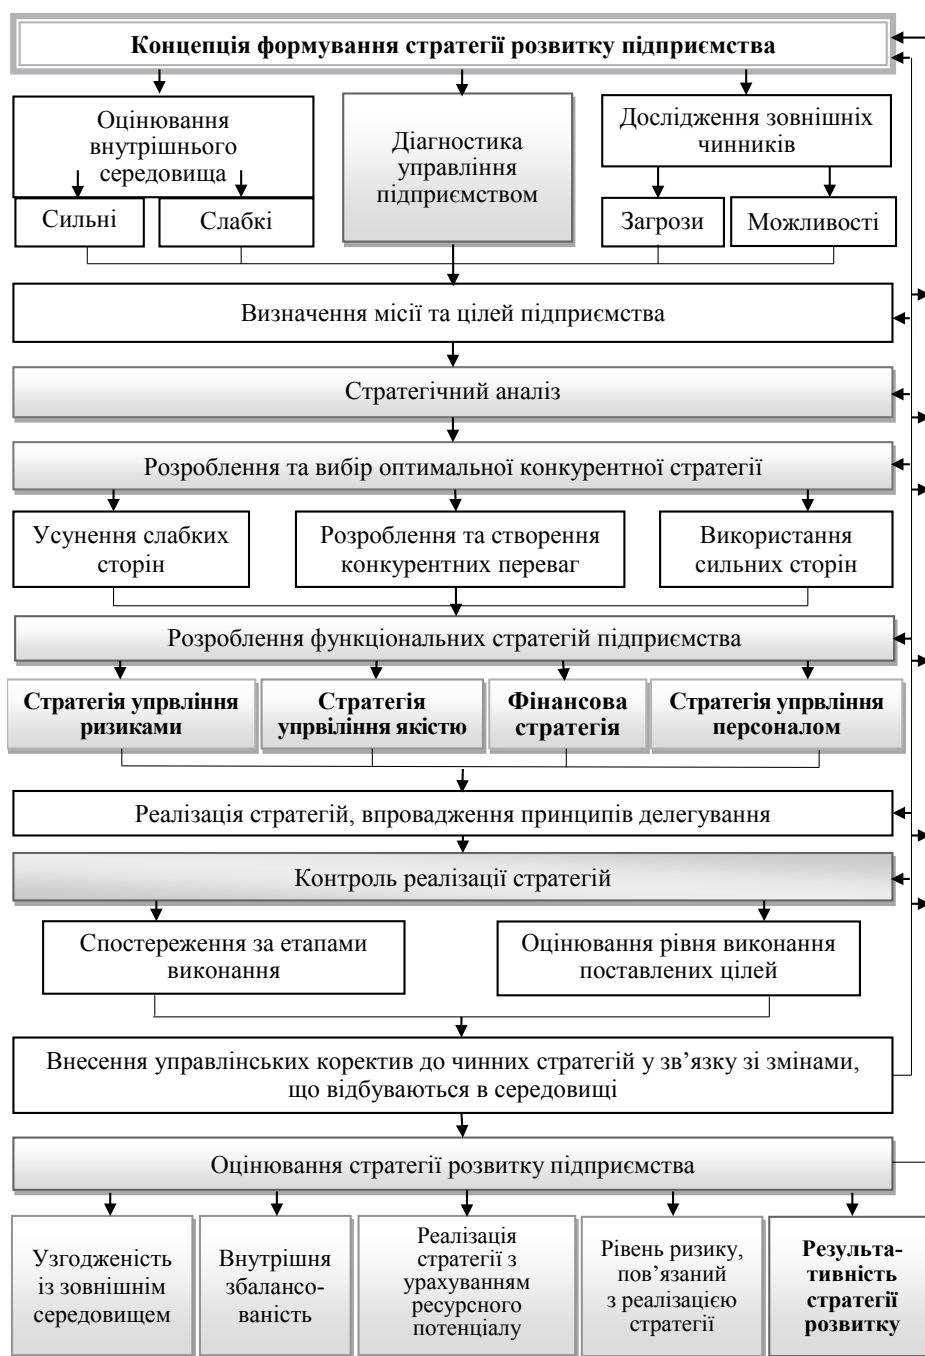 Концепція формування стратегії розвитку підприємства
Оцінювання
внутрішнього
середовища
Діагностика
управління
підприємством
Дослідження зовнішніх
чинників
Сильні
Слабкі
Загрози
Можливості
Визначення місії та цілей підприємства
Стратегічний аналіз
Розроблення та вибір оптимальної конкурентної стратегії
Усунення слабких
сторін
Розроблення та створення
конкурентних переваг
Використання
сильних сторін
Розроблення функціональних стратегій підприємства
Стратегія упрвління
ризиками
Стратегія
упрвіління якістю
Фінансова
стратегія
Стратегія упрвління
персоналом
Реалізація стратегій, впровадження принципів делегування
Контроль реалізації стратегій
Спостереження за етапами
виконання
Оцінювання рівня виконання
поставлених цілей
Внесення управлінських коректив до чинних стратегій у зв’язку зі змінами,
що відбуваються в середовищі
Оцінювання стратегії розвитку підприємства
Узгодженість
із зовнішнім
середовищем
Внутрішня
збалансо-
ваність
Реалізація
стратегії з
урахуванням
ресурсного
потенціалу
Рівень ризику,
пов’язаний
з реалізацією
стратегії
Результа-
тивність
стратегії
розвитку